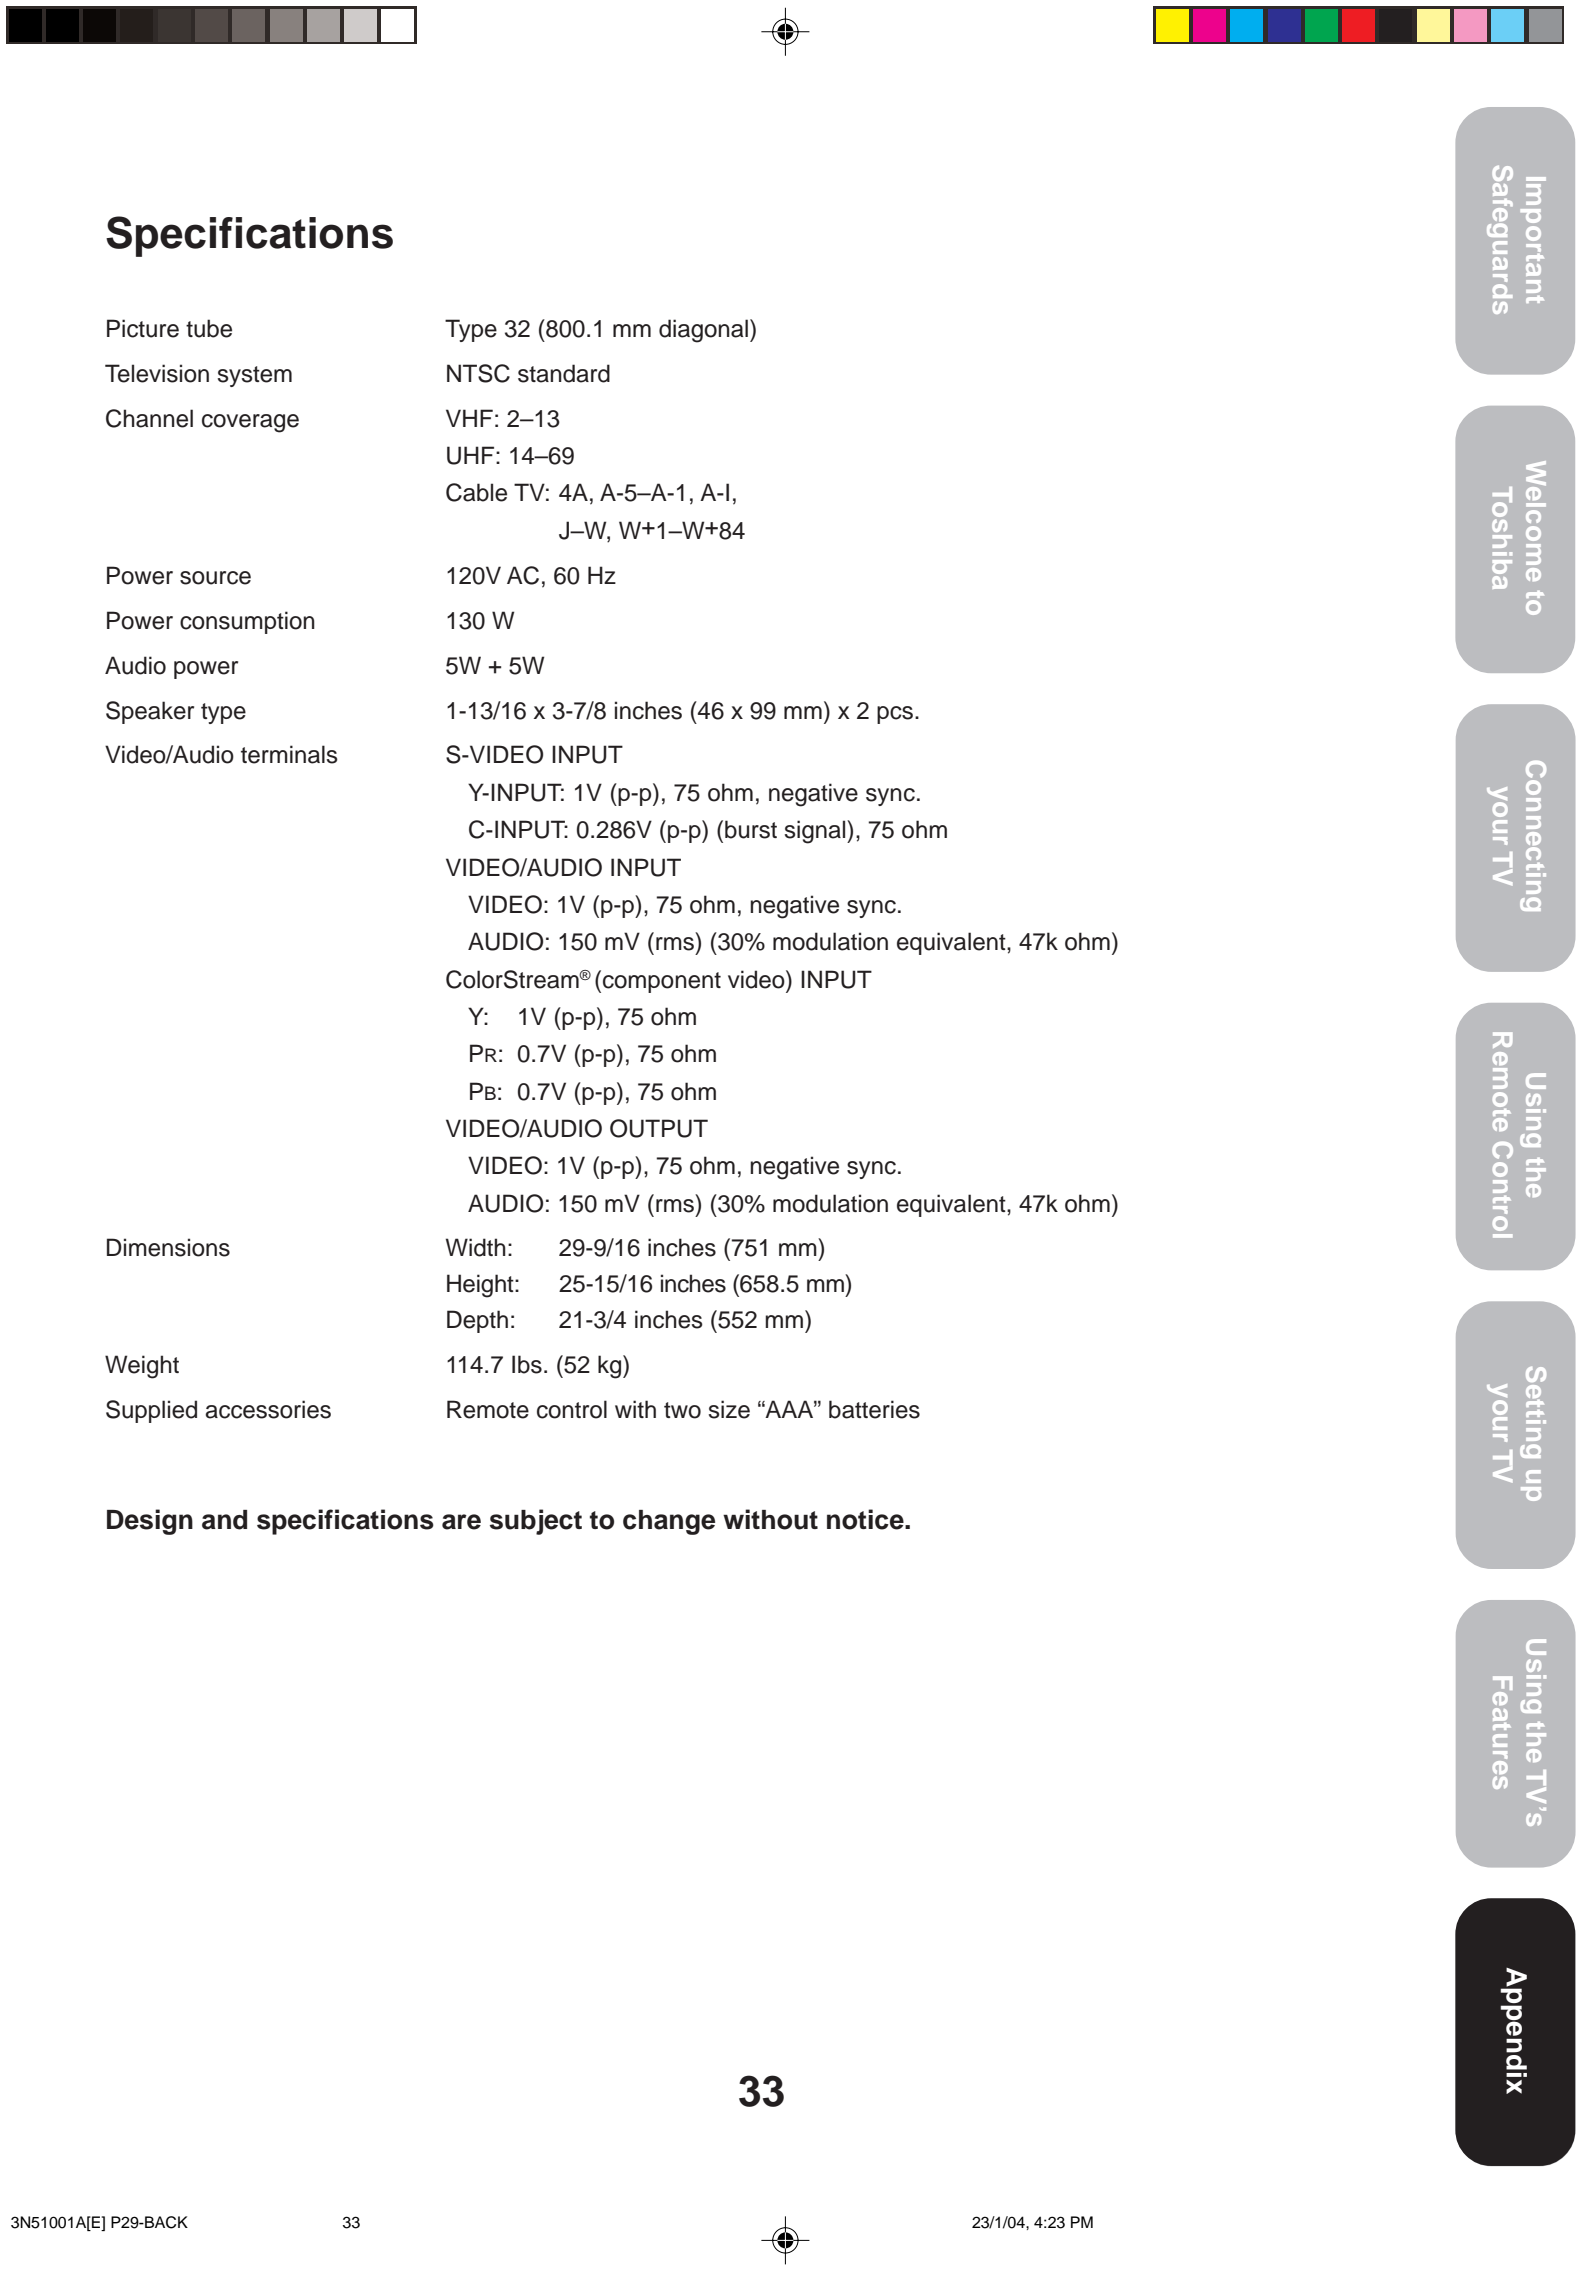 Specifications
Picture tube Type 32 (800.1 mm diagonal)
Television system NTSC standard
Channel coverage VHF: 2–13
UHF: 14–69
Cable TV: 4A, A-5–A-1, A-I,
J–W, W+1–W+84
Power source 120V AC, 60 Hz
Power consumption 130 W
Audio power 5W + 5W
Speaker type 1-13/16 x 3-7/8 inches (46 x 99 mm) x 2 pcs.
Video/Audio terminals S-VIDEO INPUT
Y-INPUT: 1V (p-p), 75 ohm, negative sync.
C-INPUT: 0.286V (p-p) (burst signal), 75 ohm
VIDEO/AUDIO INPUT
VIDEO: 1V (p-p), 75 ohm, negative sync.
AUDIO: 150 mV (rms) (30% modulation equivalent, 47k ohm)
ColorStream® (component video) INPUT
Y: 1V (p-p), 75 ohm
PR: 0.7V (p-p), 75 ohm
PB: 0.7V (p-p), 75 ohm
VIDEO/AUDIO OUTPUT
VIDEO: 1V (p-p), 75 ohm, negative sync.
AUDIO: 150 mV (rms) (30% modulation equivalent, 47k ohm)
Dimensions Width: 29-9/16 inches (751 mm)
Height: 25-15/16 inches (658.5 mm)
Depth: 21-3/4 inches (552 mm)
Weight 114.7 lbs. (52 kg)
Supplied accessories Remote control with two size “AAA” batteries
Design and specifications are subject to change without notice.
Important
Safeguards
Welcome to
Toshiba
Connecting
your TV
Using the
Remote Control
Setting up
your TV
Using the TV's
Features
Appendix
33
3N51001A[E] P29-BACK 33 23/1/04, 4:23 PM